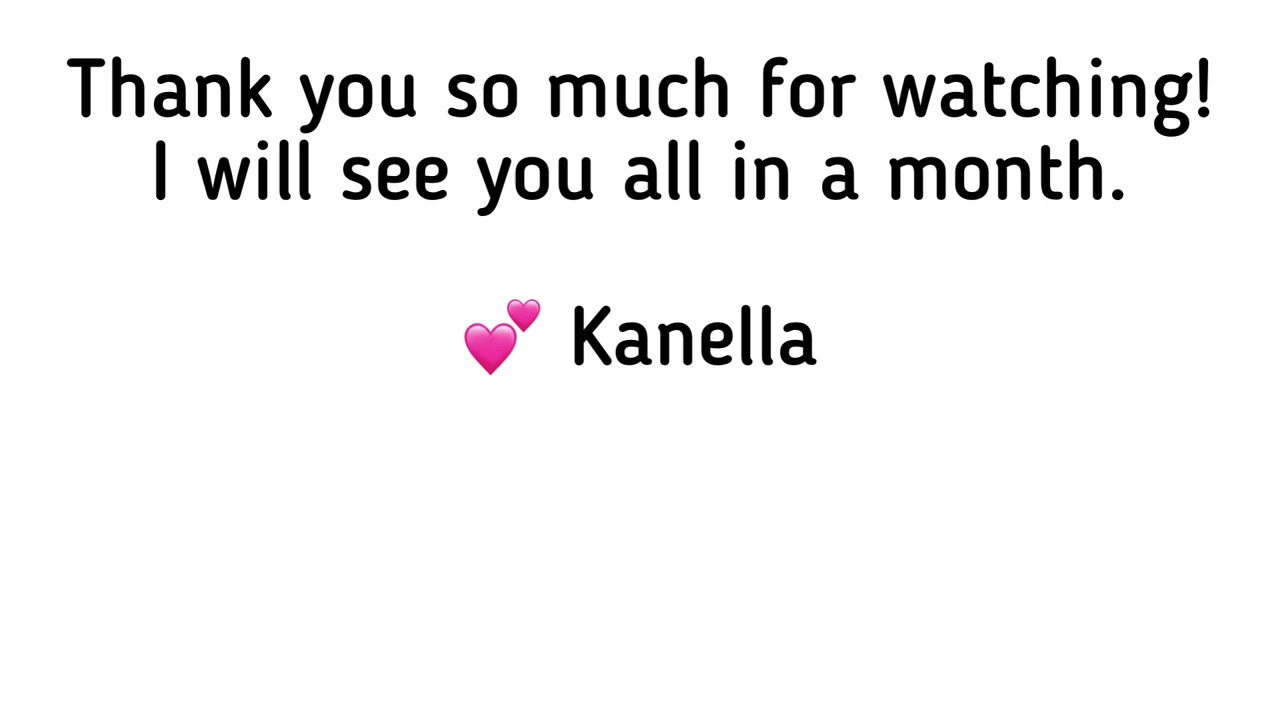 Thank you so much for watching!
I will see you all in a month.
💕 Kanella